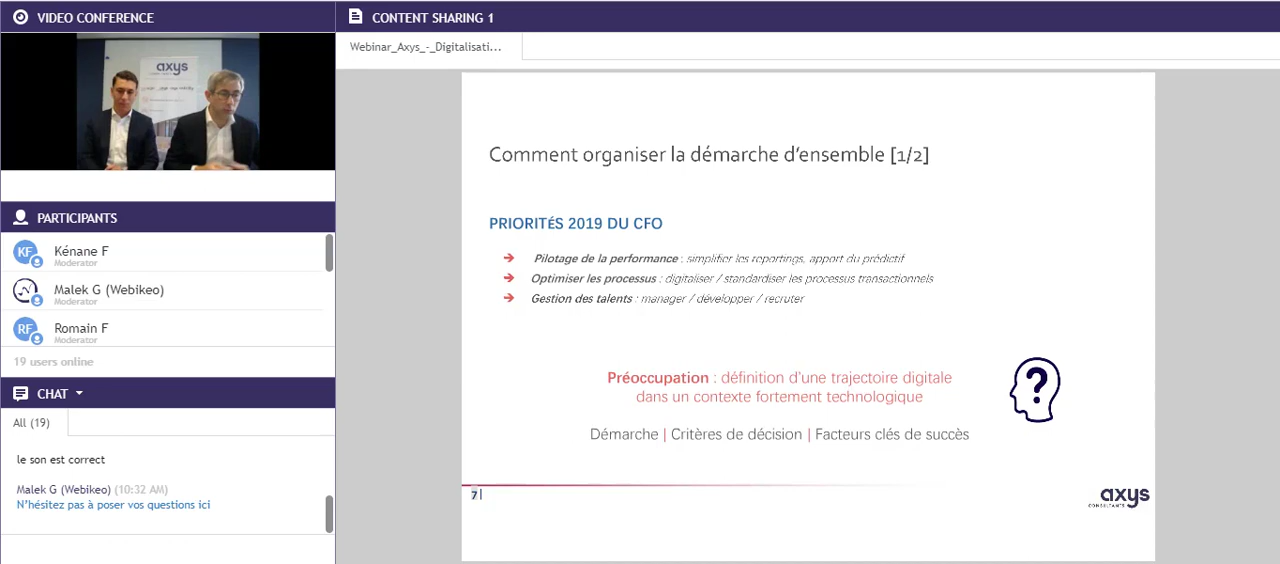 VIDEO CONFERENCE
axys
PARTICIPANTS
KF
Kénane F
Moderator
Malek G (Webikeo)
Moderator
RF
Romain F
Moderator
19 users online
CHAT
All (19)
le son est correct
Malek G (Webikeo) (10:32 AM)
N'hésitez pas à poser vos questions ici
CONTENT SHARING 1
Webinar_Axys_-_Digitalisati...
Comment organiser la démarche d'ensemble [1/2]
PRIORITÉS 2019 DU CFO
Pilotage de la performance : simplifier les reportings, apport du prédictif
Optimiser les processus : digitaliser / standardiser les processus transactionnels
Gestion des talents : manager / développer / recruter
Préoccupation : définition d'une trajectoire digitale
dans un contexte fortement technologique
?
Démarche | Critères de décision | Facteurs clés de succès
7 |
axys
CONSULTANTS